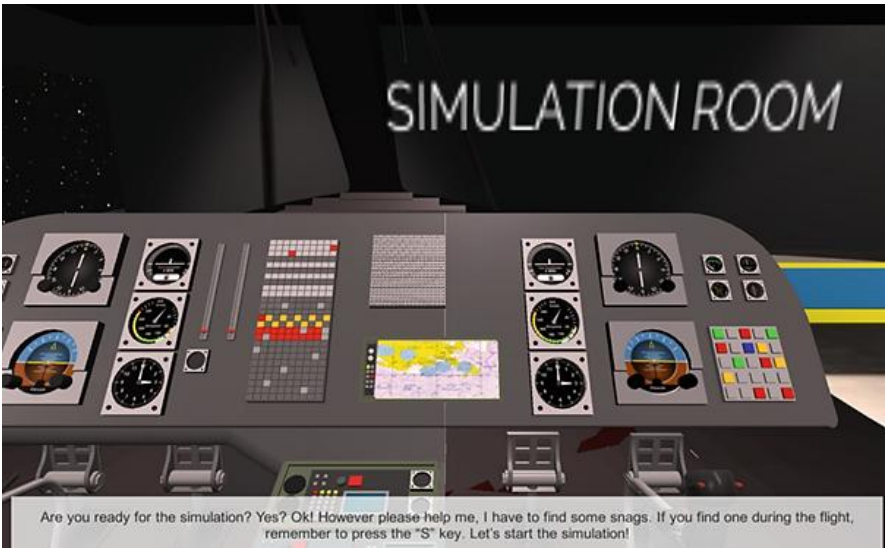 SIMULATION ROOM
Are you ready for the simulation? Yes? Ok! However please help me, I have to find some snags. If you find one during the flight,
remember to press the “S” key. Let's start the simulation!